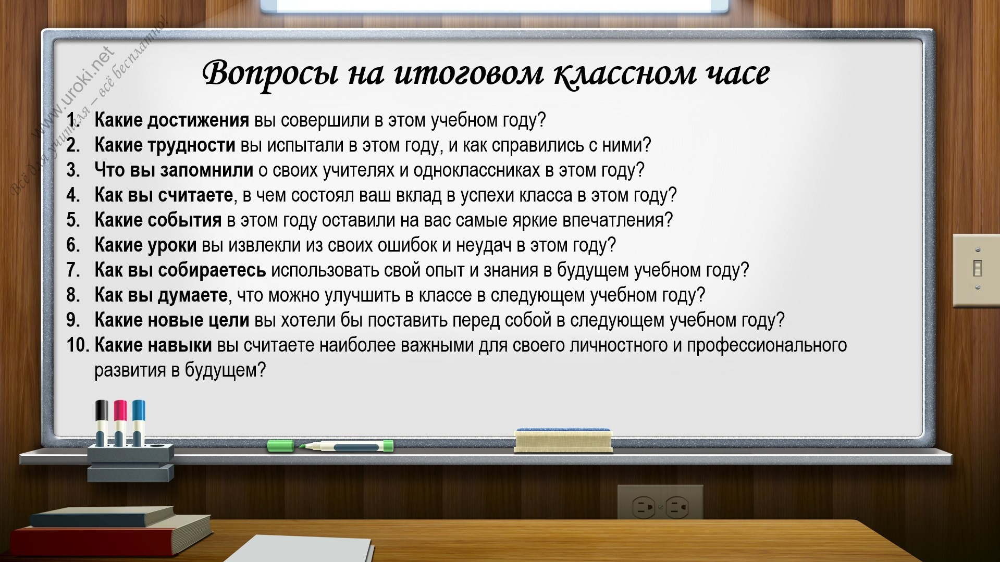 www.uroki.net
Всё для учителя – всё бесплатно!
Вопросы на итоговом классном часе
1. Какие достижения вы совершили в этом учебном году?
2. Какие трудности вы испытали в этом году, и как справились с ними?
3. Что вы запомнили о своих учителях и одноклассниках в этом году?
4. Как вы считаете, в чем состоял ваш вклад в успехи класса в этом году?
5. Какие события в этом году оставили на вас самые яркие впечатления?
6. Какие уроки вы извлекли из своих ошибок и неудач в этом году?
7. Как вы собираетесь использовать свой опыт и знания в будущем учебном году?
8. Как вы думаете, что можно улучшить в классе в следующем учебном году?
9. Какие новые цели вы хотели бы поставить перед собой в следующем учебном году?
10. Какие навыки вы считаете наиболее важными для своего личностного и профессионального
развития в будущем?